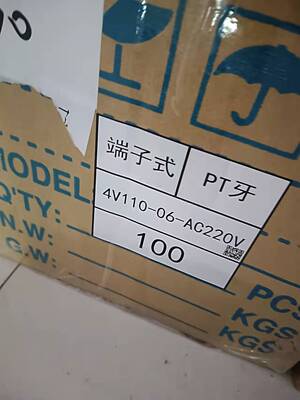 端子式 PT牙
MODEL
4V110-06-AC220V
Q'TY:
100
PCS
N.W:
KGS
G.W:
KGS